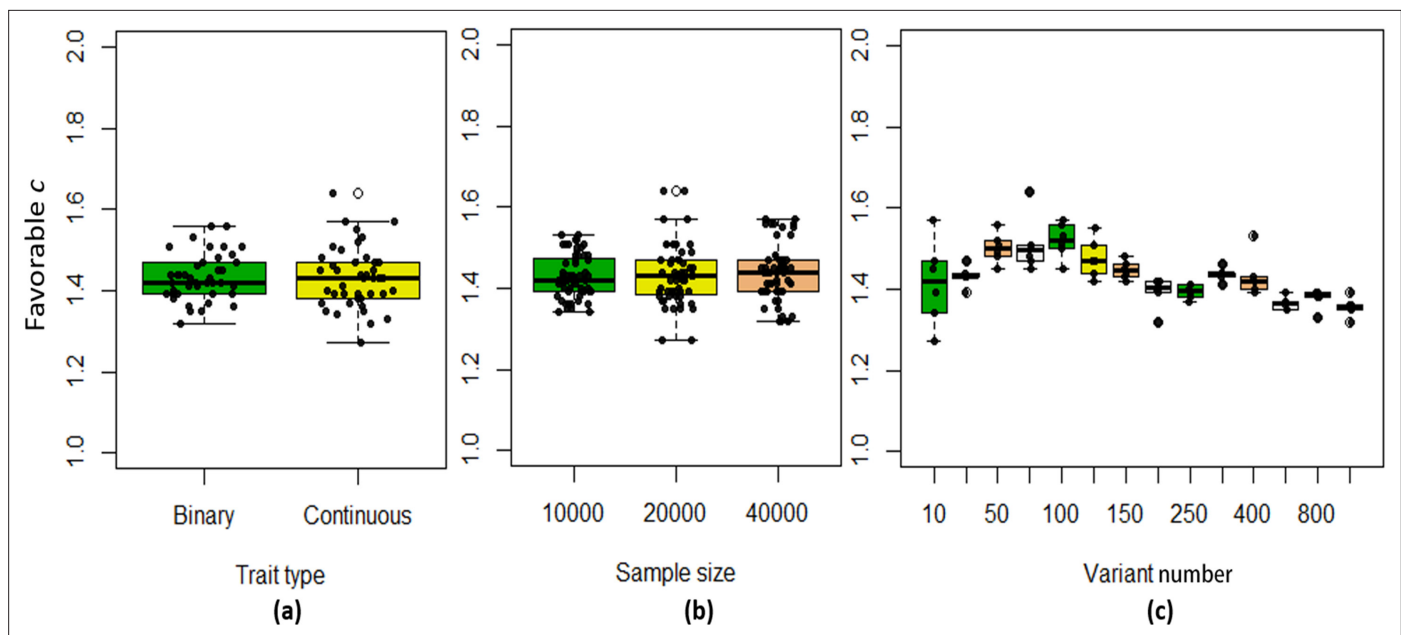 Favorable c
2.0
1.8
1.6
1.4
1.2
1.0
Binary Continuous
Trait type
(a)
2.0
1.8
1.6
1.4
1.2
1.0
10000 20000 40000
Sample size
(b)
2.0
1.8
1.6
1.4
1.2
1.0
10 50 100 150 250 400 800
Variant number
(c)